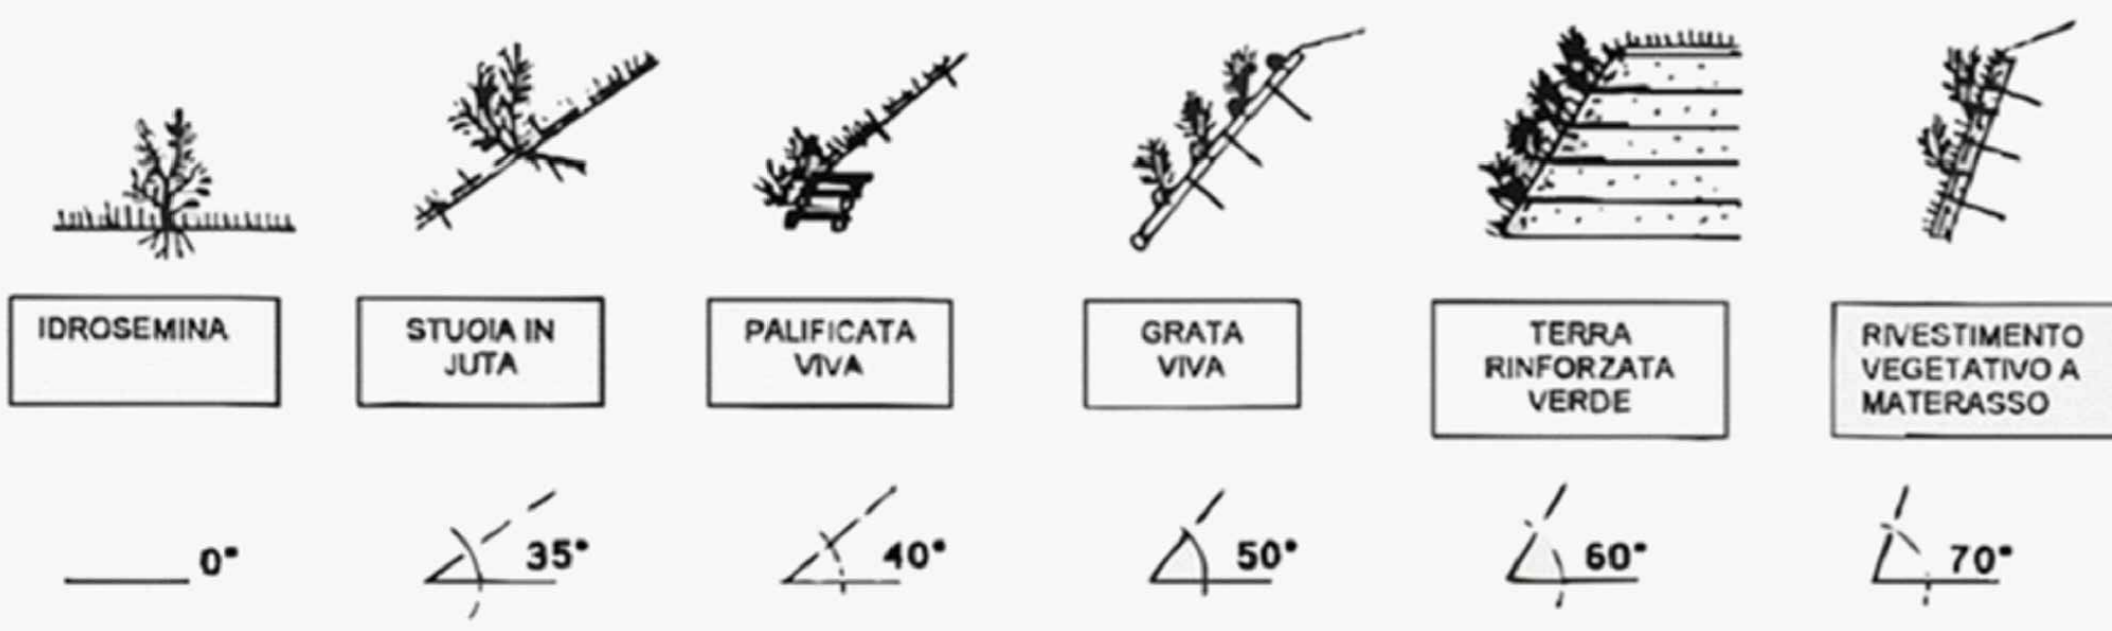 IDROSEMINA
STUOIA IN
JUTA
PALIFICATA
VIVA
GRATA
VIVA
TERRA
RINFORZATA
VERDE
RIVESTIMENTO
VEGETATIVO A
MATERASSO
0°
35°
40°
50°
60°
70°